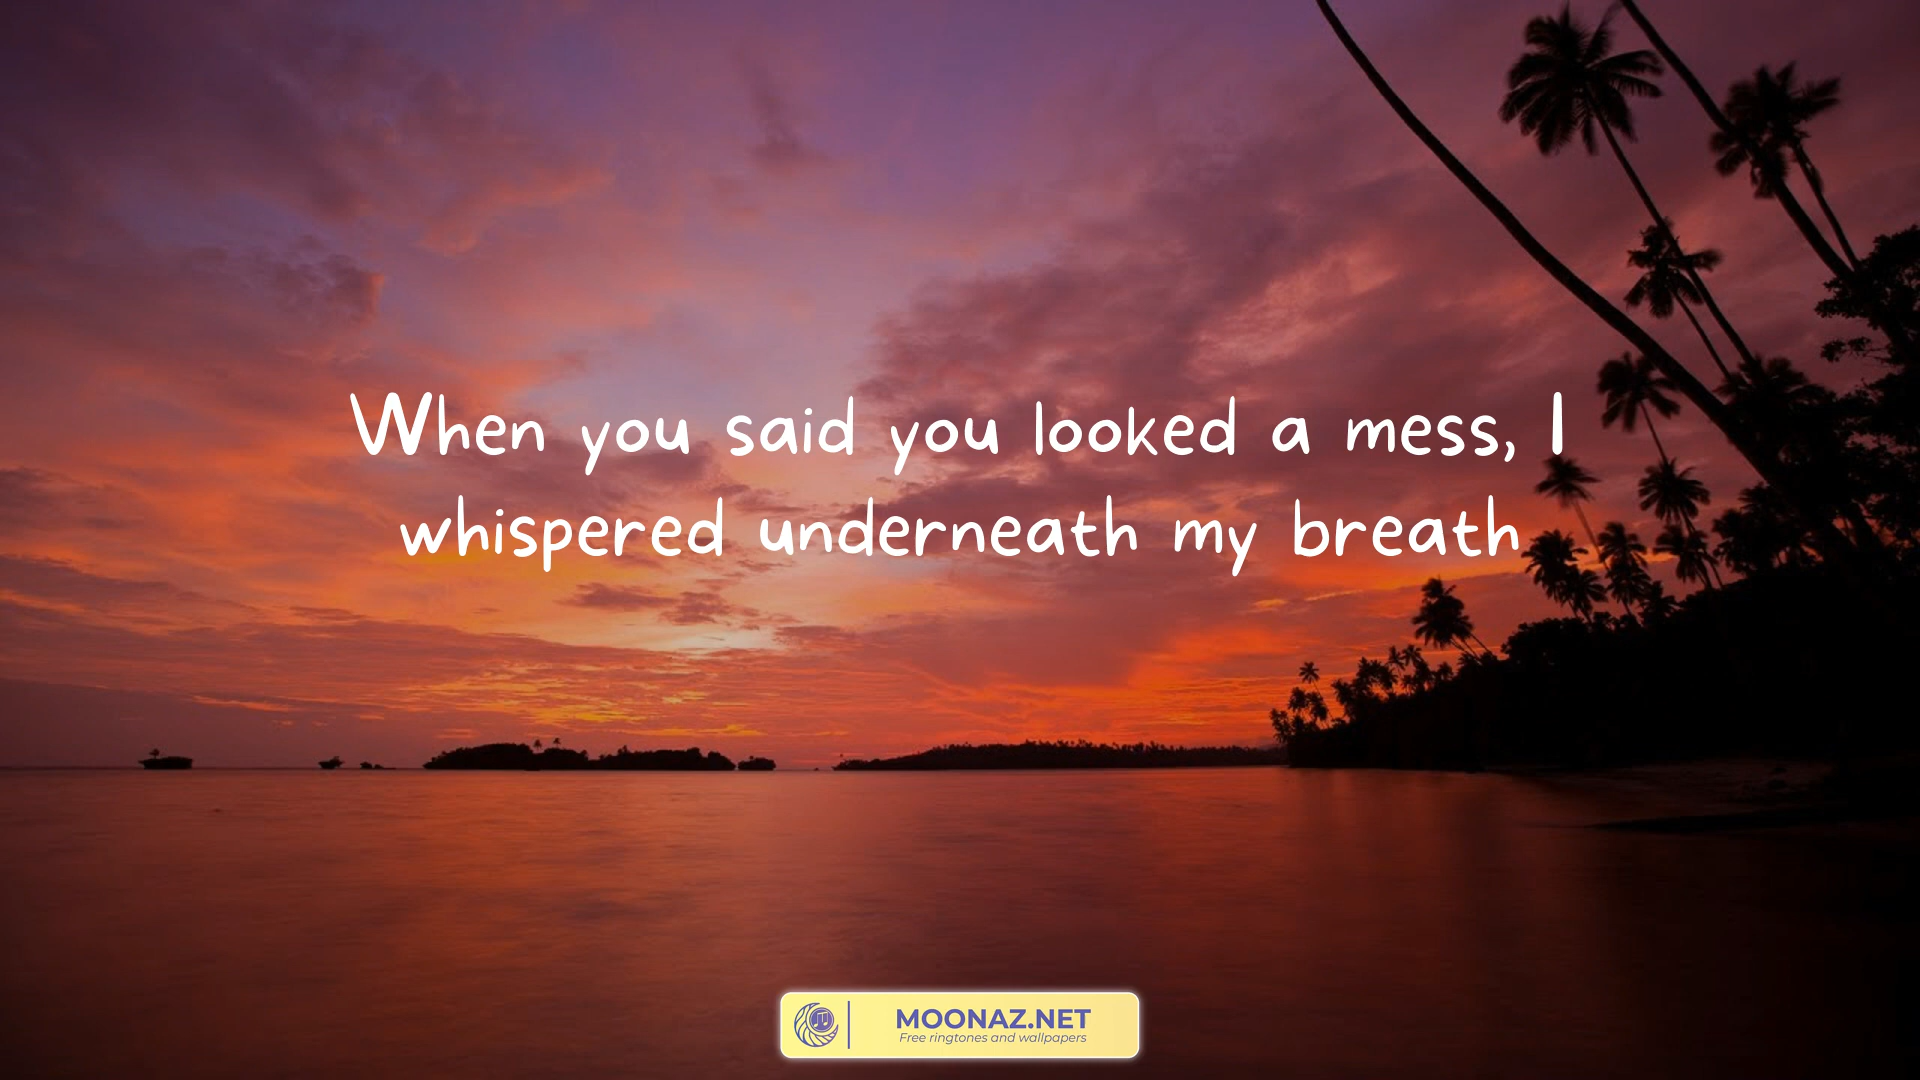 When you said you looked a mess, I
whispered underneath my breath
MOONAZ.NET
Free ringtones and wallpapers